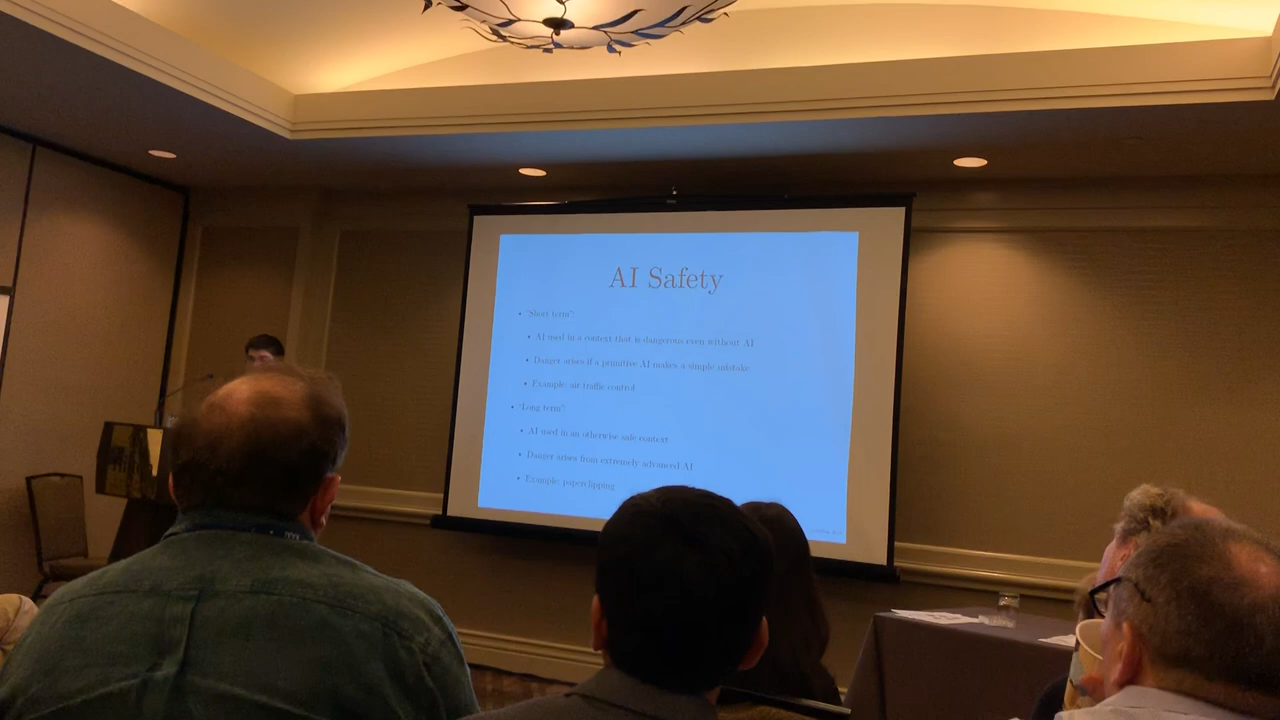 AI Safety
• "Short term":
• AI used in a context that is dangerous even without AI
• Danger arises if a primitive AI makes a simple mistake
• Example: air traffic control
• "Long term":
• AI used in an otherwise safe context
• Danger arises from extremely advanced AI
• Example: paperclipping